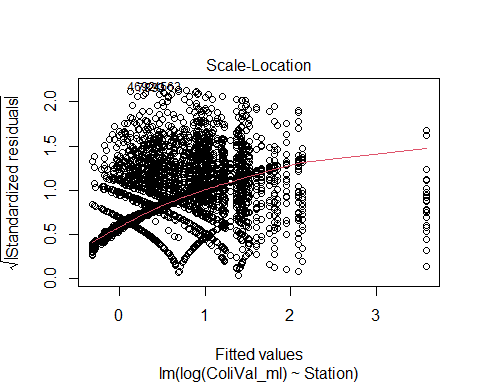 Scale-Location
√|Standardized residuals|
0.0 0.5 1.0 1.5 2.0
0 1 2 3
Fitted values
lm(log(ColiVal_ml) ~ Station)